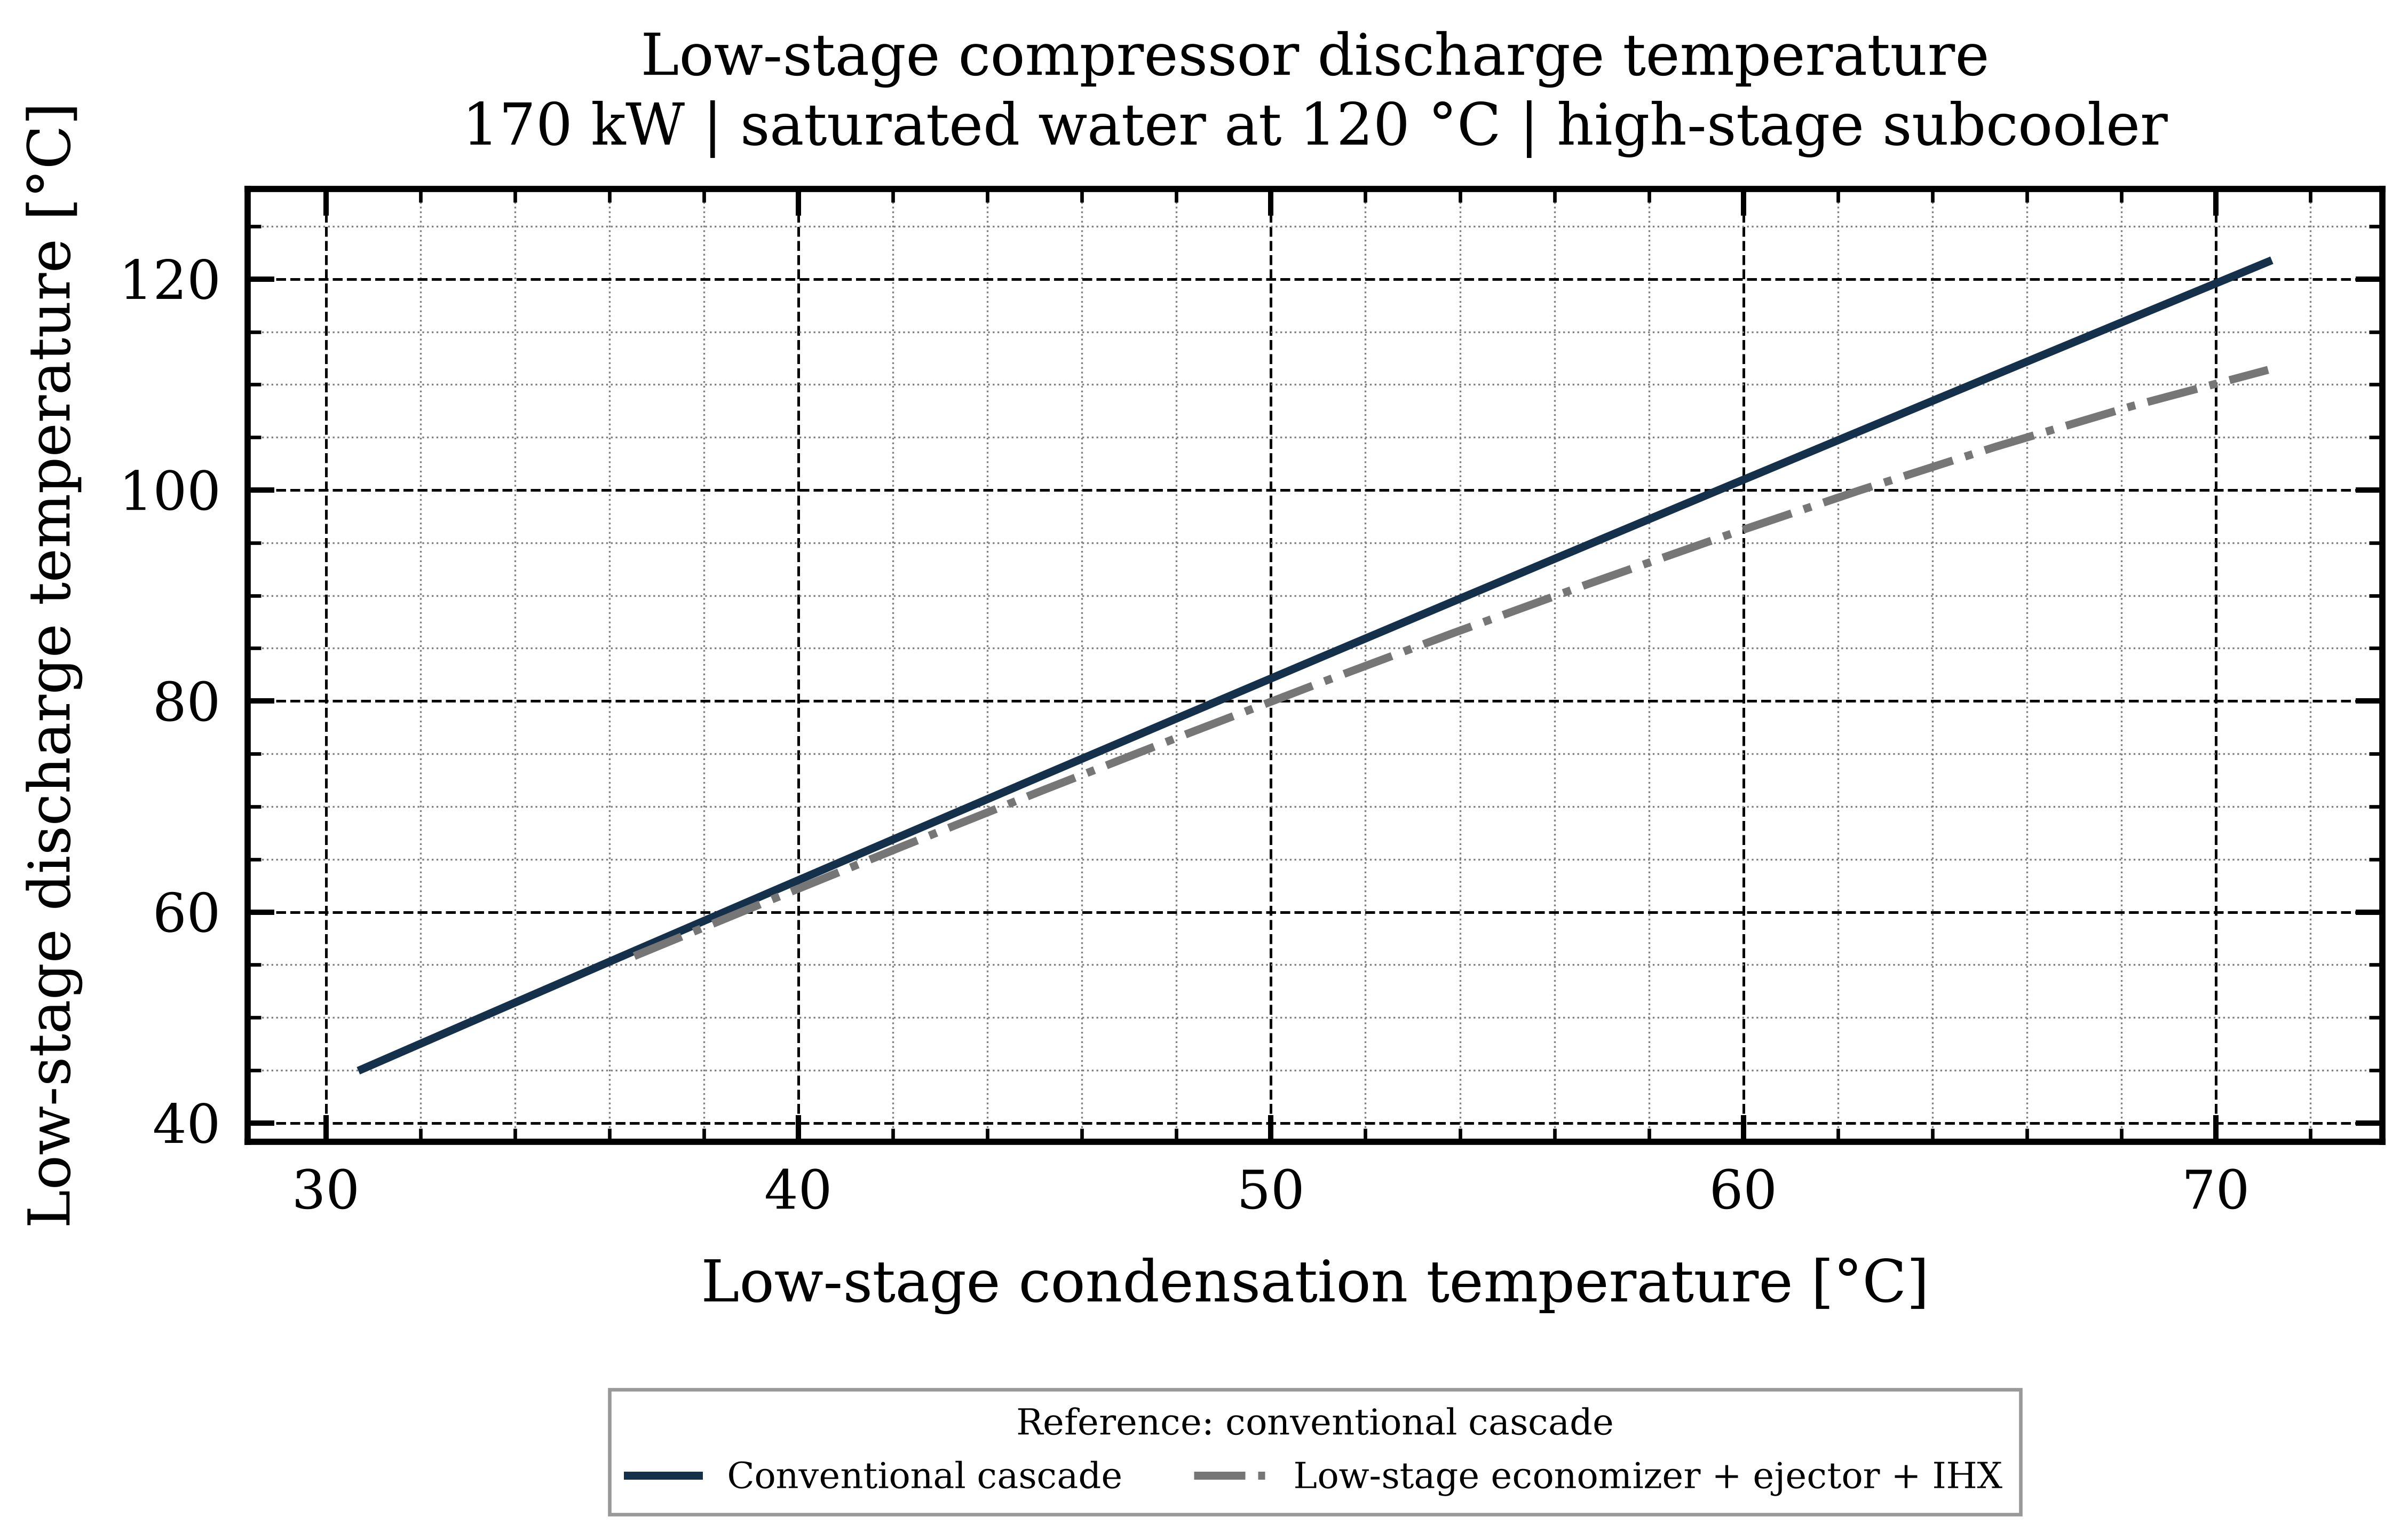 Low-stage compressor discharge temperature
170 kW | saturated water at 120 °C | high-stage subcooler
Low-stage discharge temperature [°C]
120
100
80
60
40
30 40 50 60 70
Low-stage condensation temperature [°C]
Reference: conventional cascade
Conventional cascade Low-stage economizer + ejector + IHX